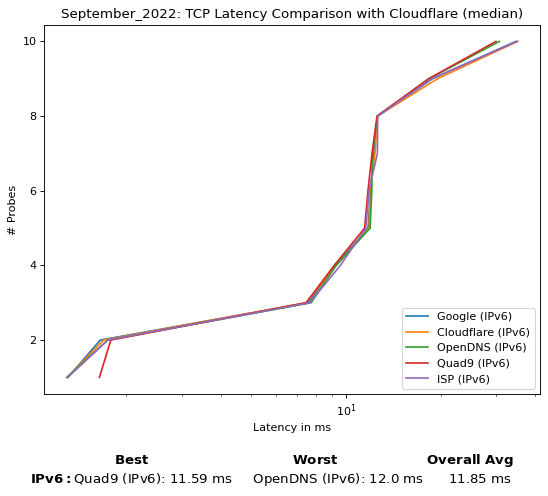 September_2022: TCP Latency Comparison with Cloudflare (median)
10
8
6
4
2
# Probes
10^1
Latency in ms
Google (IPv6)
Cloudflare (IPv6)
OpenDNS (IPv6)
Quad9 (IPv6)
ISP (IPv6)
Best Worst Overall Avg
IPv6: Quad9 (IPv6): 11.59 ms OpenDNS (IPv6): 12.0 ms 11.85 ms